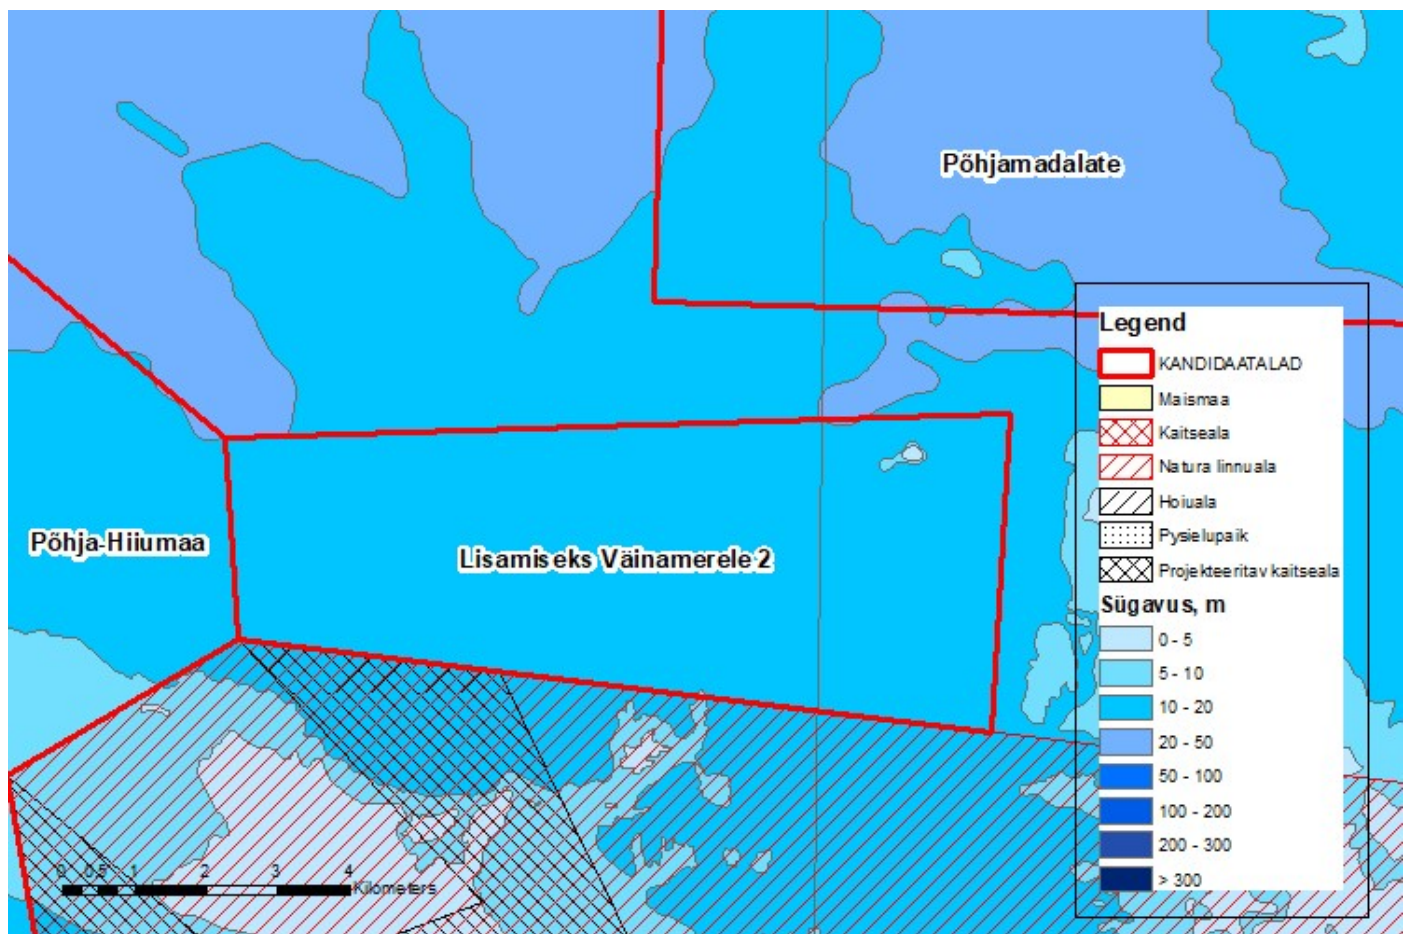 Põhjamadalate
Põhja-Hiiumaa
Lisamiseks Väinamerele 2
Legend
KANDIDAATALAD
Maismaa
Kaitseala
Natura linnuala
Hoiuala
Pysielupaik
Projekteeritav kaitseala
Sügavus, m
0 - 5
5 - 10
10 - 20
20 - 50
50 - 100
100 - 200
200 - 300
> 300
0 0,5 1 2 3 4
Kilometers